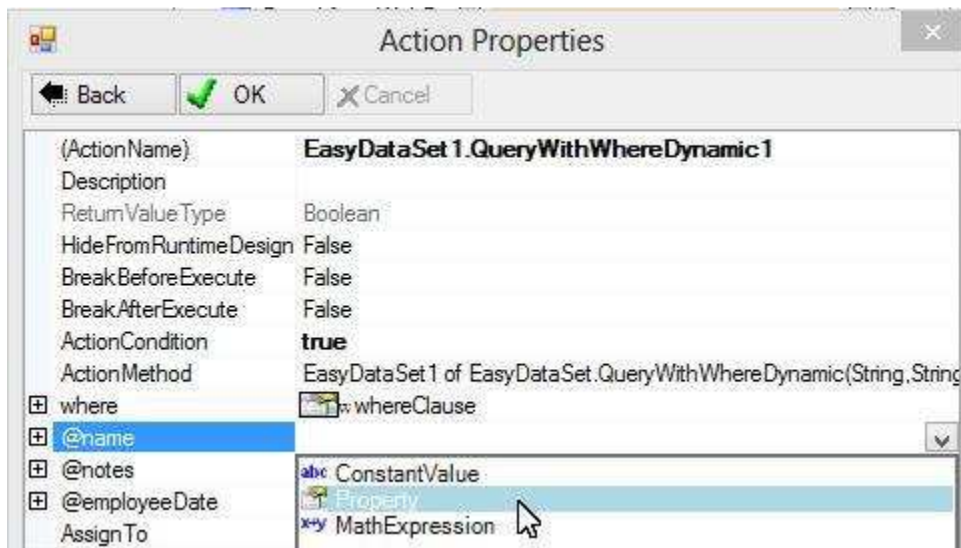 Action Properties
Back OK Cancel
(ActionName) EasyDataSet1.QueryWithWhereDynamic1
Description
ReturnValueType Boolean
HideFromRuntimeDesign False
BreakBeforeExecute False
BreakAfterExecute False
ActionCondition true
ActionMethod EasyDataSet1 of EasyDataSet.QueryWithWhereDynamic(String,String
where whereClause
@name
@notes abc ConstantValue
@employeeDate Property
AssignTo x+y MathExpression